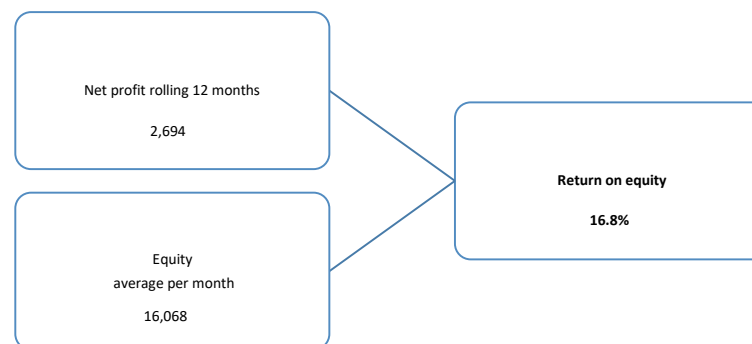 Net profit rolling 12 months
2,694
Return on equity
16.8%
Equity
average per month
16,068